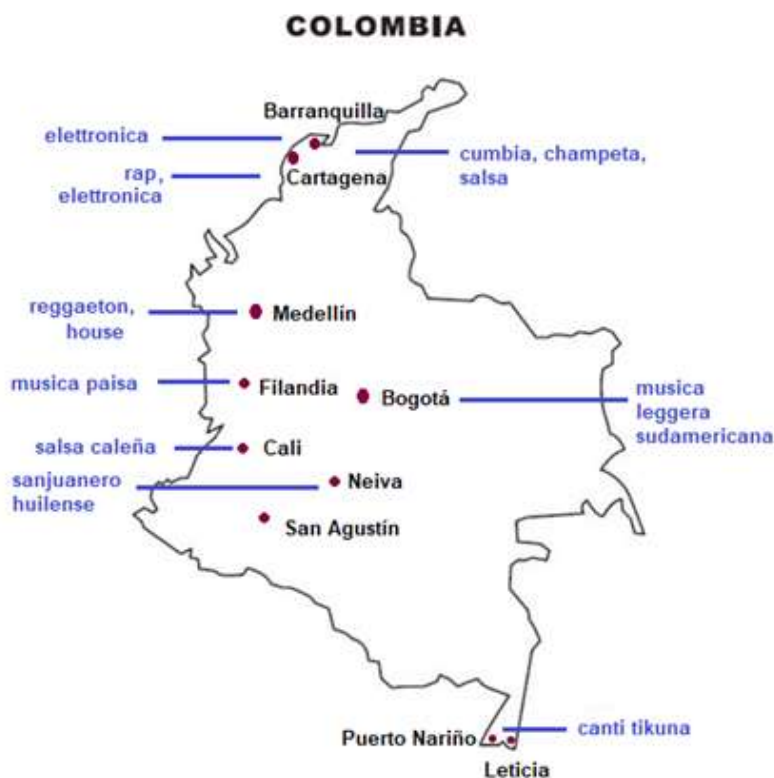 COLOMBIA
Barranquilla
elettronica
cumbia, champeta,
salsa
rap,
elettronica
Cartagena
reggaeton,
house
Medellín
musica paisa
Filandia
Bogotá
musica
leggera
sudamericana
salsa caleña
Cali
sanjuanero
huilense
Neiva
San Agustín
Puerto Nariño
canti tikuna
Leticia